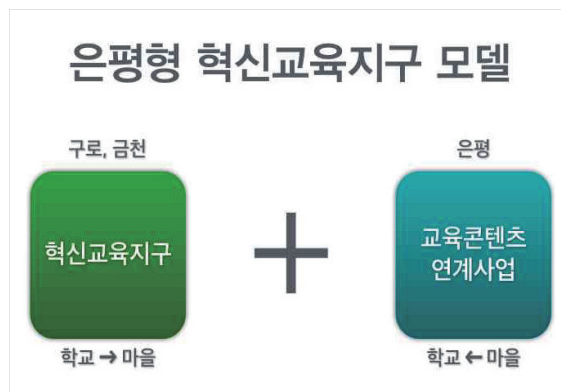 은평형 혁신교육지구 모델
구로, 금천
혁신교육지구
학교 → 마을
+
은평
교육콘텐츠
연계사업
학교 ← 마을